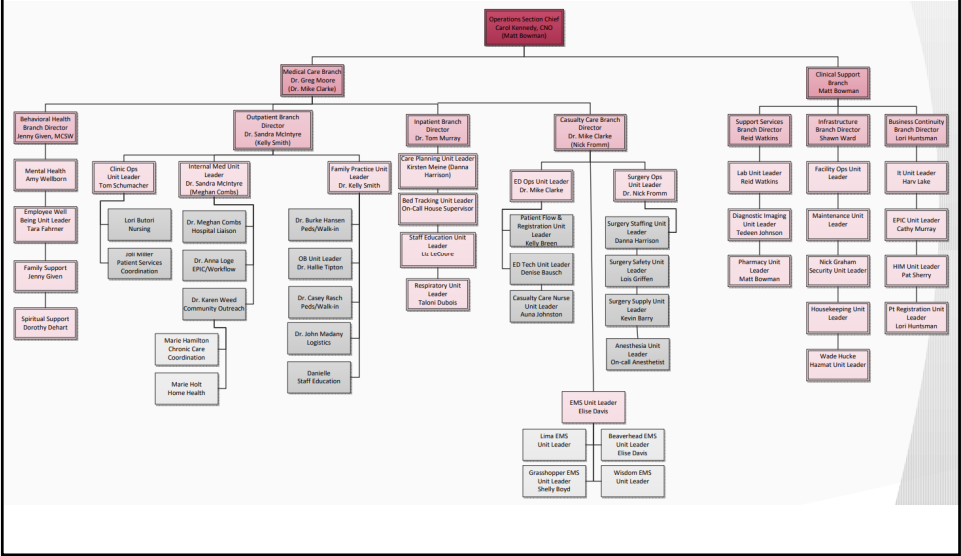 Operations Section Chief
Carol Kennedy, CNO
(Matt Bowman)
Medical Care Branch
Dr. Greg Moore
(Dr. Mike Clarke)
Clinical Support
Branch
Matt Bowman
Behavioral Health
Branch Director
Jenny Given, MCSW
Outpatient Branch
Director
Dr. Sandra McIntyre
(Kelly Smith)
Inpatient Branch
Director
Dr. Tom Murray
Casualty Care Branch
Director
Dr. Mike Clarke
(Nick Fromm)
Support Services
Branch Director
Reid Watkins
Infrastructure
Branch Director
Shawn Ward
Business Continuity
Branch Director
Lori Huntsman
Mental Health
Amy Wellborn
Employee Well
Being Unit Leader
Tara Fahrner
Family Support
Jenny Given
Spiritual Support
Dorothy Dehart
Clinic Ops
Unit Leader
Tom Schumacher
Lori Butori
Nursing
Joli Miller
Patient Services
Coordination
Internal Med Unit
Leader
Dr. Sandra McIntyre
(Meghan Combs)
Dr. Meghan Combs
Hospital Liaison
Dr. Anna Loge
EPIC/Workflow
Dr. Karen Weed
Community Outreach
Marie Hamilton
Chronic Care
Coordination
Marie Holt
Home Health
Family Practice Unit
Leader
Dr. Kelly Smith
Dr. Burke Hansen
Peds/Walk-in
OB Unit Leader
Dr. Hallie Tipton
Dr. Casey Rasch
Peds/Walk-in
Dr. John Madany
Logistics
Danielle
Staff Education
Care Planning Unit Leader
Kirsten Meine (Danna
Harrison)
Bed Tracking Unit Leader
On-Call House Supervisor
Staff Education Unit
Leader
Liz LeCoure
Respiratory Unit
Leader
Taloni Dubois
ED Ops Unit Leader
Dr. Mike Clarke
Patient Flow &
Registration Unit
Leader
Kelly Breen
ED Tech Unit Leader
Denise Bausch
Casualty Care Nurse
Unit Leader
Auna Johnston
Surgery Ops
Unit Leader
Dr. Nick Fromm
Surgery Staffing Unit
Leader
Danna Harrison
Surgery Safety Unit
Leader
Lois Griffen
Surgery Supply Unit
Leader
Kevin Barry
Anesthesia Unit
Leader
On-call Anesthetist
EMS Unit Leader
Elise Davis
Lima EMS
Unit Leader
Beaverhead EMS
Unit Leader
Elise Davis
Grasshopper EMS
Unit Leader
Shelly Boyd
Wisdom EMS
Unit Leader
Lab Unit Leader
Reid Watkins
Diagnostic Imaging
Unit Leader
Tedeen Johnson
Pharmacy Unit
Leader
Matt Bowman
Facility Ops Unit
Leader
Maintenance Unit
Leader
Nick Graham
Security Unit Leader
Housekeeping Unit
Leader
Wade Hucke
Hazmat Unit Leader
It Unit Leader
Harv Lake
EPIC Unit Leader
Cathy Murray
HIM Unit Leader
Pat Sherry
Pt Registration Unit
Leader
Lori Huntsman